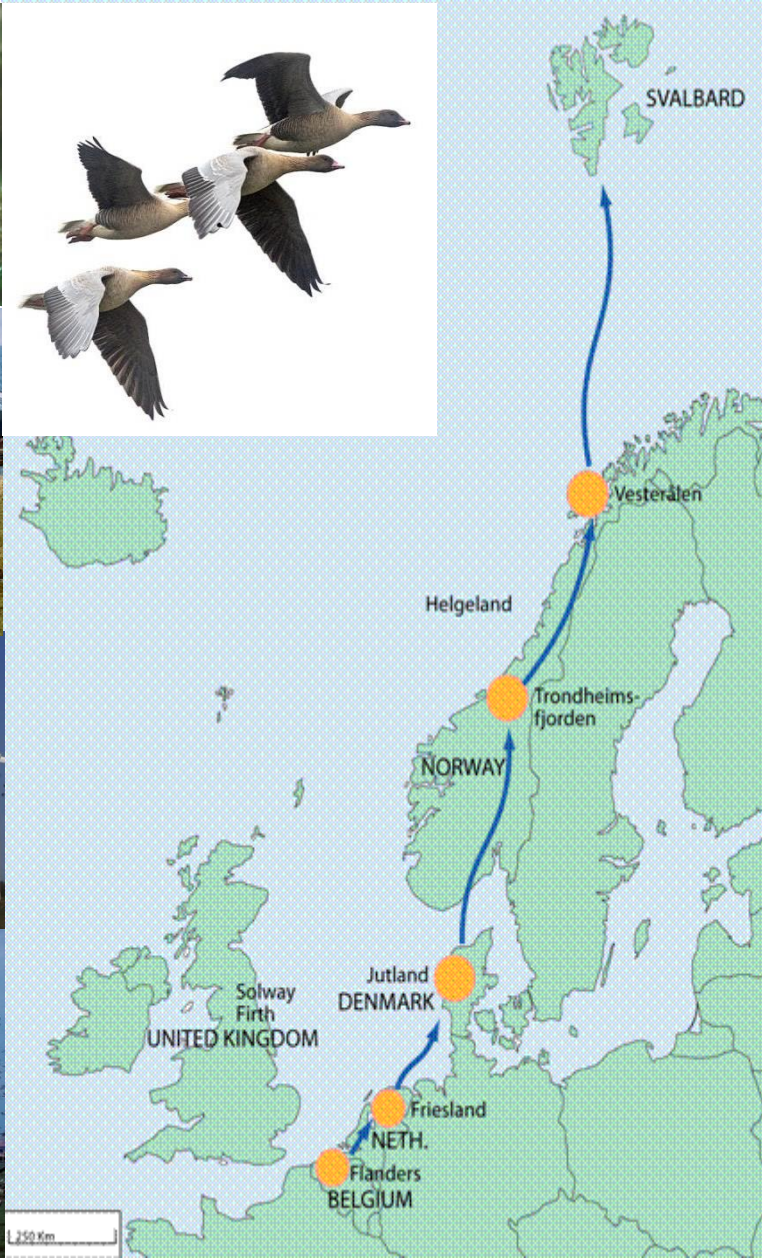 SVALBARD
Vesterålen
Helgeland
Trondheims-
fjorden
NORWAY
Jutland
DENMARK
Solway
Firth
UNITED KINGDOM
Friesland
NETH.
Flanders
BELGIUM
250 Km